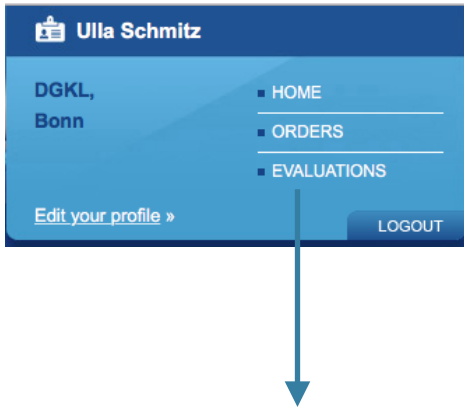 Ulla Schmitz
DGKL,
Bonn
HOME
ORDERS
EVALUATIONS
Edit your profile »
LOGOUT